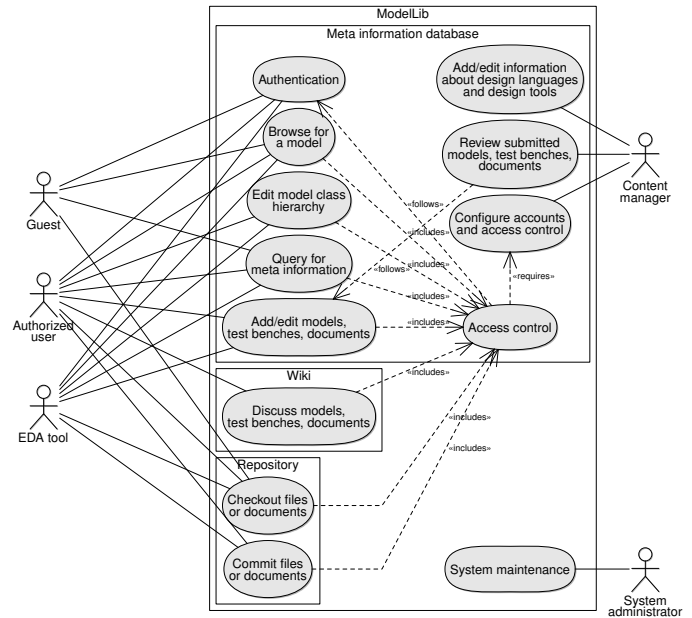 ModelLib
Meta information database
Authentication
Add/edit information
about design languages
and design tools
Browse for
a model
Review submitted
models, test benches,
documents
Content
manager
Guest
Edit model class
hierarchy
«follows»
Configure accounts
and access control
«includes»
Query for
meta information
«includes»
«follows»
«requires»
«includes»
Authorized
user
Add/edit models,
test benches, documents
«includes»
Access control
Wiki
«includes»
Discuss models,
test benches, documents
«includes»
EDA tool
«includes»
Repository
Checkout files
or documents
Commit files
or documents
System maintenance
System
administrator